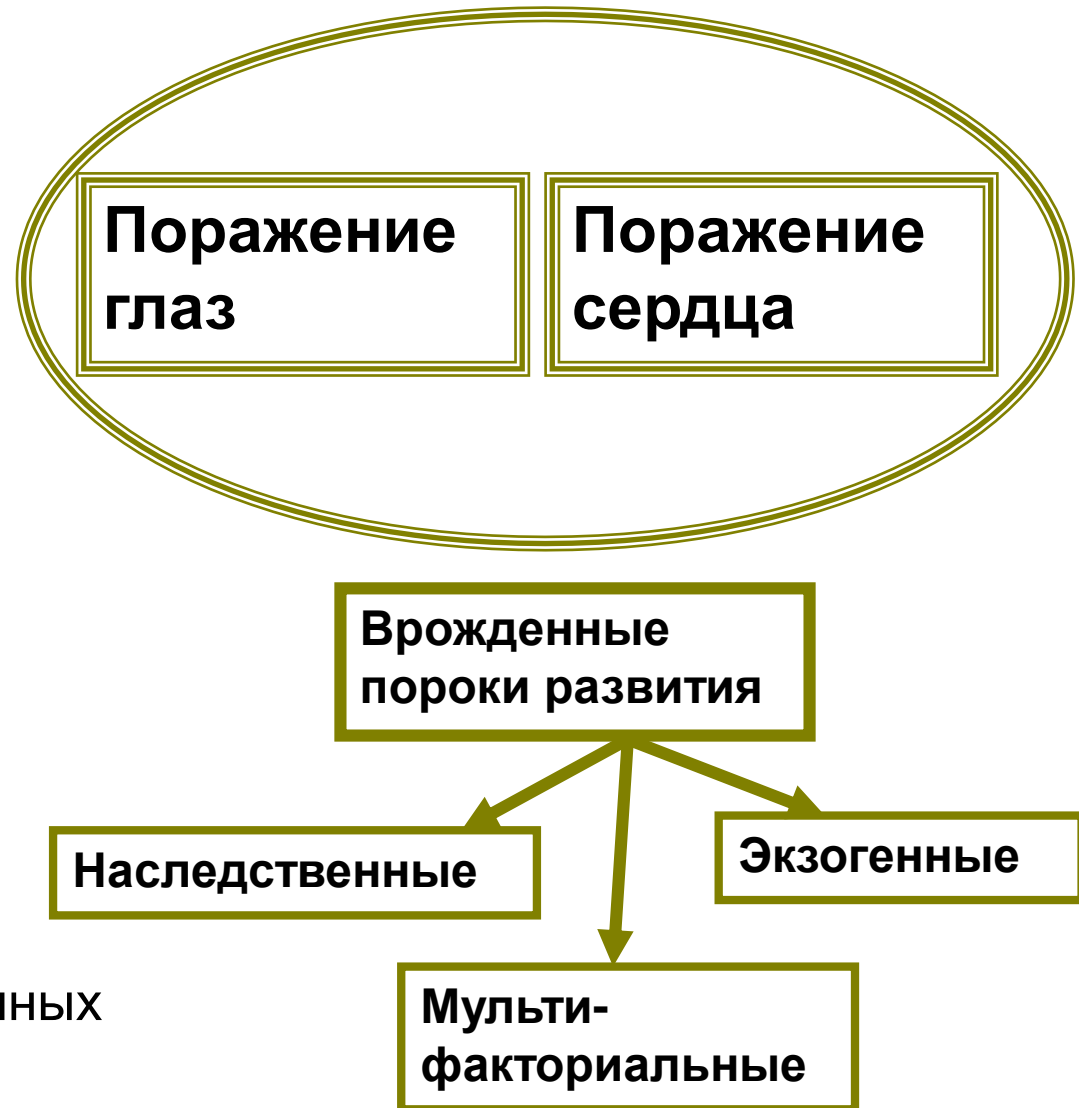 Поражение
глаз
Поражение
сердца
Врожденные
пороки развития
Наследственные
Экзогенные
Мульти-
факториальные